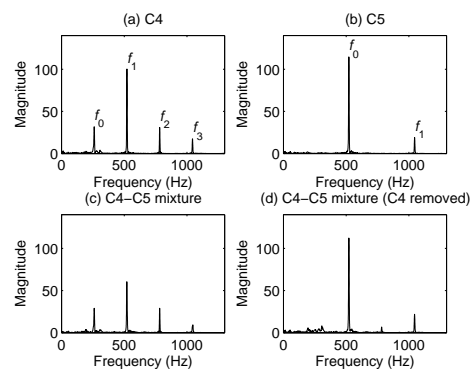 (a) C4
Magnitude
100
50
0
f0
f1
f2
f3
0 500 1000
Frequency (Hz)
(b) C5
Magnitude
100
50
0
f0
f1
0 500 1000
Frequency (Hz)
(c) C4–C5 mixture
Magnitude
100
50
0
0 500 1000
Frequency (Hz)
(d) C4–C5 mixture (C4 removed)
Magnitude
100
50
0
0 500 1000
Frequency (Hz)